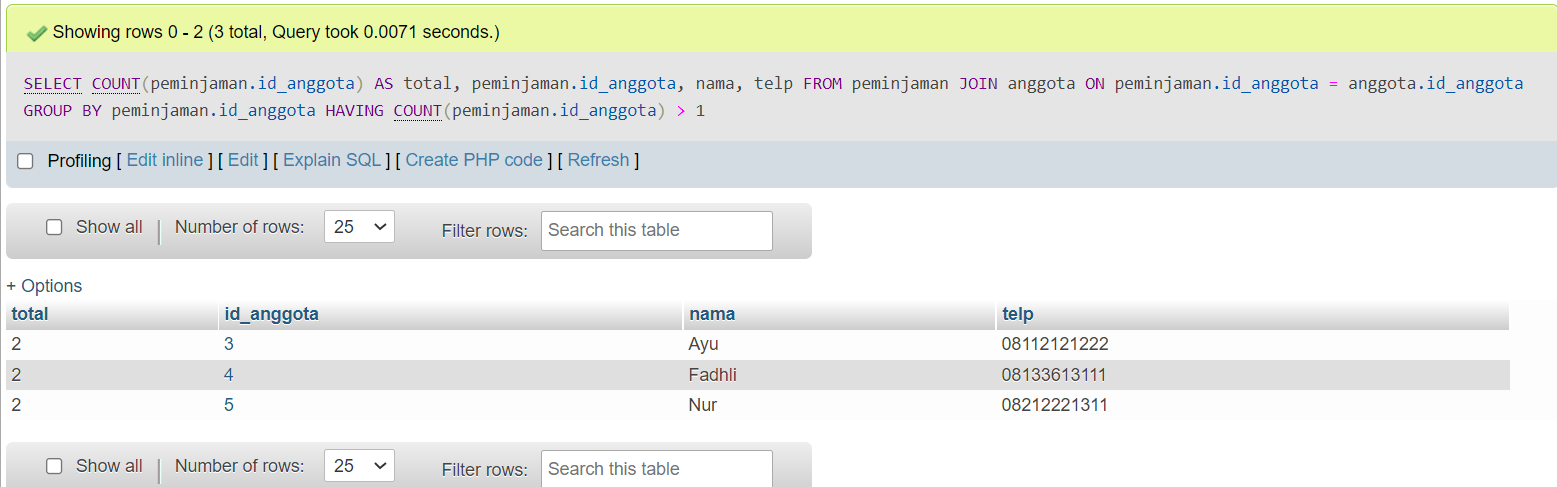 Showing rows 0 - 2 (3 total, Query took 0.0071 seconds.)
SELECT COUNT(peminjaman.id_anggota) AS total, peminjaman.id_anggota, nama, telp FROM peminjaman JOIN anggota ON peminjaman.id_anggota = anggota.id_anggota
GROUP BY peminjaman.id_anggota HAVING COUNT(peminjaman.id_anggota) > 1
Profiling [ Edit inline ] [ Edit ] [ Explain SQL ] [ Create PHP code ] [ Refresh ]
Show all | Number of rows: 25 Filter rows: Search this table
+ Options
total id_anggota nama telp
2 3 Ayu 08112121222
2 4 Fadhli 08133613111
2 5 Nur 08212221311
Show all | Number of rows: 25 Filter rows: Search this table